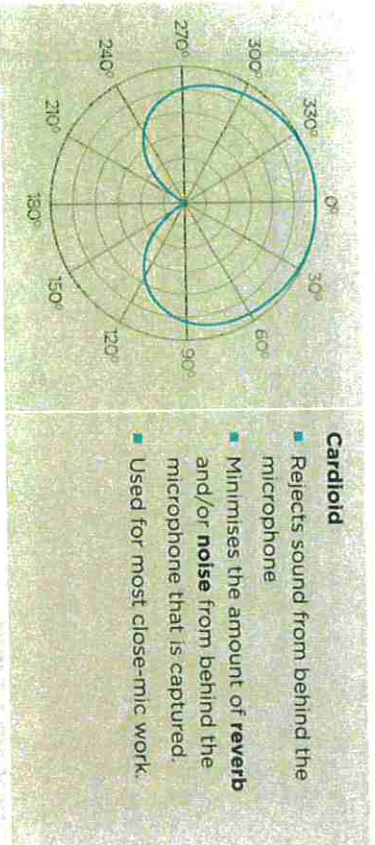 0°
30°
60°
90°
120°
150°
180°
210°
240°
270°
300°
330°
Cardioid
▪ Rejects sound from behind the
microphone
▪ Minimises the amount of reverb
and/or noise from behind the
microphone that is captured.
▪ Used for most close-mic work.